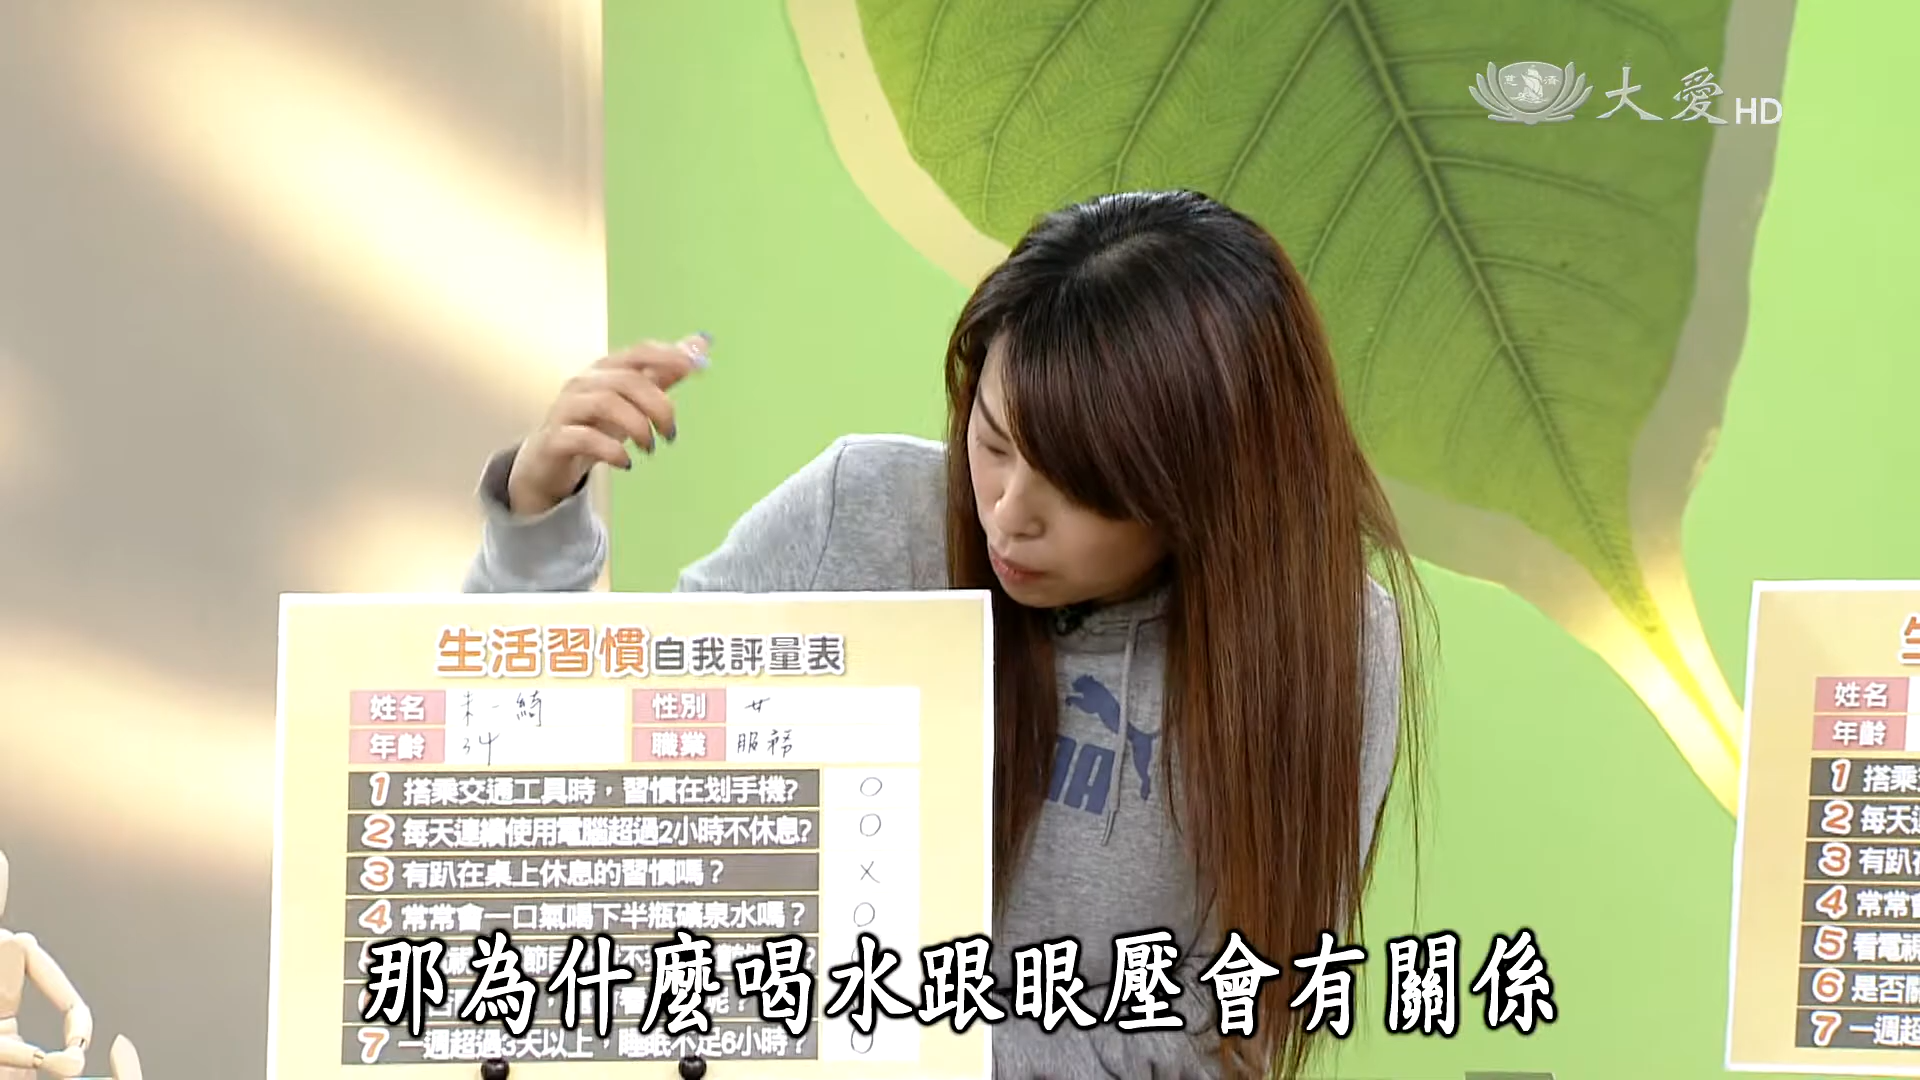 大愛HD
生活習慣自我評量表
姓名 朱一綺 性別 女
年齡 34 職業 服務
1 搭乘交通工具時，習慣在划手機? ○
2 每天連續使用電腦超過2小時不休息? ○
3 有趴在桌上休息的習慣嗎？ ×
4 常常會一口氣喝下半瓶礦泉水嗎？ ○
7 一週超過3天以上，睡眠不足6小時？ ○
那為什麼喝水跟眼壓會有關係
PUMA
姓名
年齡
1 搭乘
2 每天
3 有趴
4 常常
5 看電視
6 是否
7 一週超